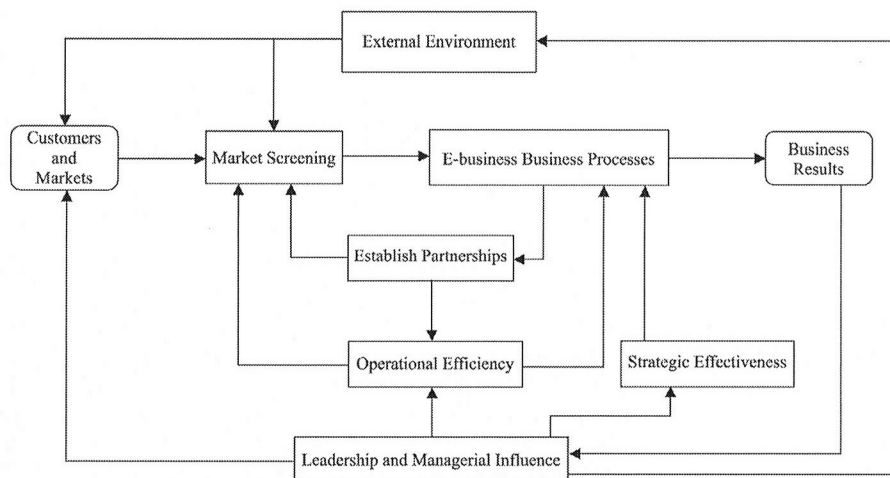 External Environment
Customers
and
Markets
Market Screening
E-business Business Processes
Business
Results
Establish Partnerships
Operational Efficiency
Strategic Effectiveness
Leadership and Managerial Influence